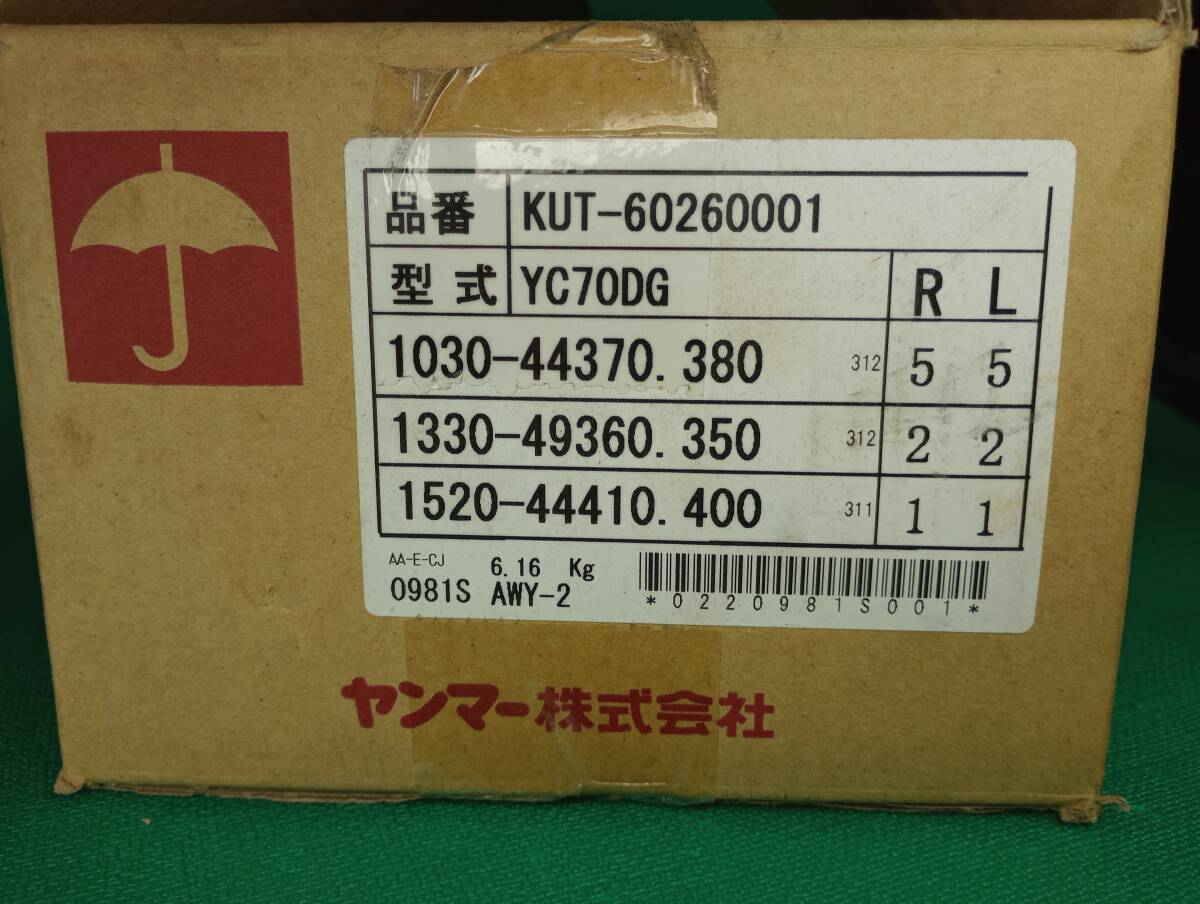 品番 KUT-60260001
型式 YC70DG R L
1030-44370.380 312 5 5
1330-49360.350 312 2 2
1520-44410.400 311 1 1
AA-E-CJ 6.16 Kg
0981S AWY-2 *0220981S001*
ヤンマー株式会社